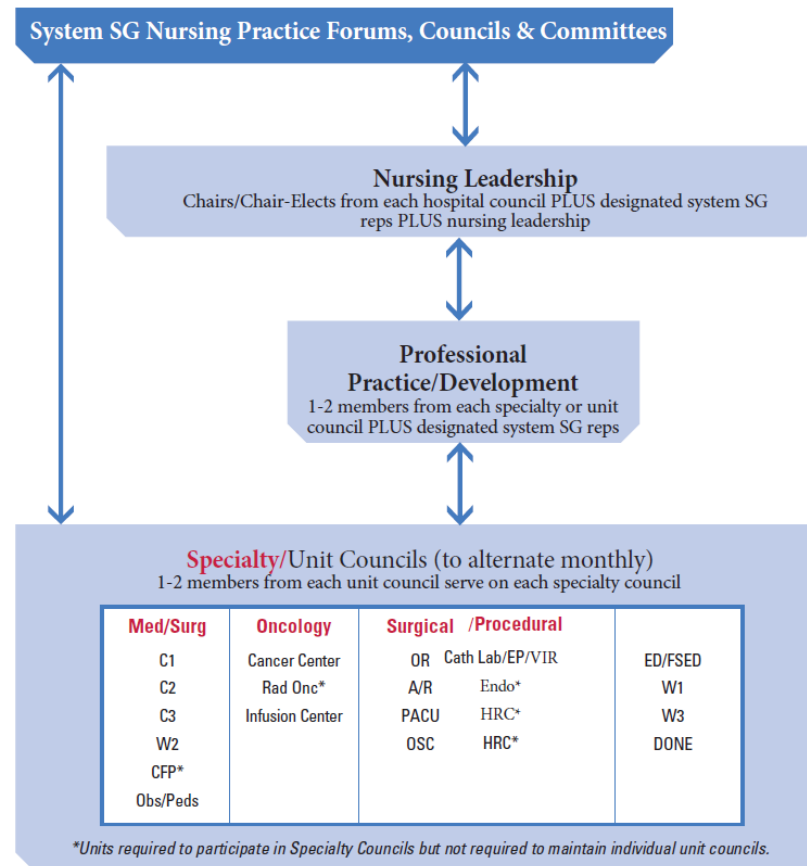 System SG Nursing Practice Forums, Councils & Committees
Nursing Leadership
Chairs/Chair-Elects from each hospital council PLUS designated system SG
reps PLUS nursing leadership
Professional
Practice/Development
1-2 members from each specialty or unit
council PLUS designated system SG reps
Specialty/Unit Councils (to alternate monthly)
1-2 members from each unit council serve on each specialty council
Med/Surg
C1
C2
C3
W2
CFP*
Obs/Peds
Oncology
Cancer Center
Rad Onc*
Infusion Center
Surgical /Procedural
OR Cath Lab/EP/VIR
A/R Endo*
PACU HRC*
OSC HRC*
ED/FSED
W1
W3
DONE
*Units required to participate in Specialty Councils but not required to maintain individual unit councils.